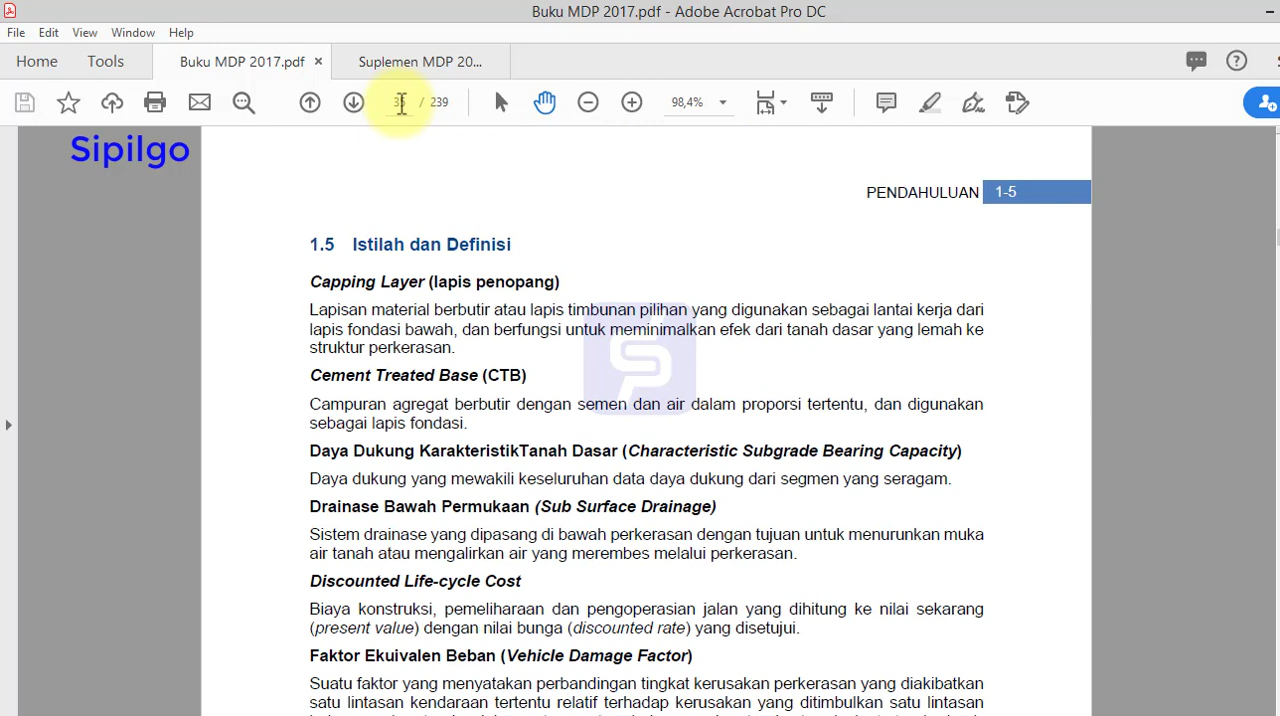 Buku MDP 2017.pdf - Adobe Acrobat Pro DC
File Edit View Window Help
Home Tools Buku MDP 2017.pdf × Suplemen MDP 20...
/ 239 98,4%
Sipilgo
PENDAHULUAN 1-5
1.5 Istilah dan Definisi
Capping Layer (lapis penopang)
Lapisan material berbutir atau lapis timbunan pilihan yang digunakan sebagai lantai kerja dari
lapis fondasi bawah, dan berfungsi untuk meminimalkan efek dari tanah dasar yang lemah ke
struktur perkerasan.
Cement Treated Base (CTB)
Campuran agregat berbutir dengan semen dan air dalam proporsi tertentu, dan digunakan
sebagai lapis fondasi.
Daya Dukung KarakteristikTanah Dasar (Characteristic Subgrade Bearing Capacity)
Daya dukung yang mewakili keseluruhan data daya dukung dari segmen yang seragam.
Drainase Bawah Permukaan (Sub Surface Drainage)
Sistem drainase yang dipasang di bawah perkerasan dengan tujuan untuk menurunkan muka
air tanah atau mengalirkan air yang merembes melalui perkerasan.
Discounted Life-cycle Cost
Biaya konstruksi, pemeliharaan dan pengoperasian jalan yang dihitung ke nilai sekarang
(present value) dengan nilai bunga (discounted rate) yang disetujui.
Faktor Ekuivalen Beban (Vehicle Damage Factor)
Suatu faktor yang menyatakan perbandingan tingkat kerusakan perkerasan yang diakibatkan
satu lintasan kendaraan tertentu relatif terhadap kerusakan yang ditimbulkan satu lintasan